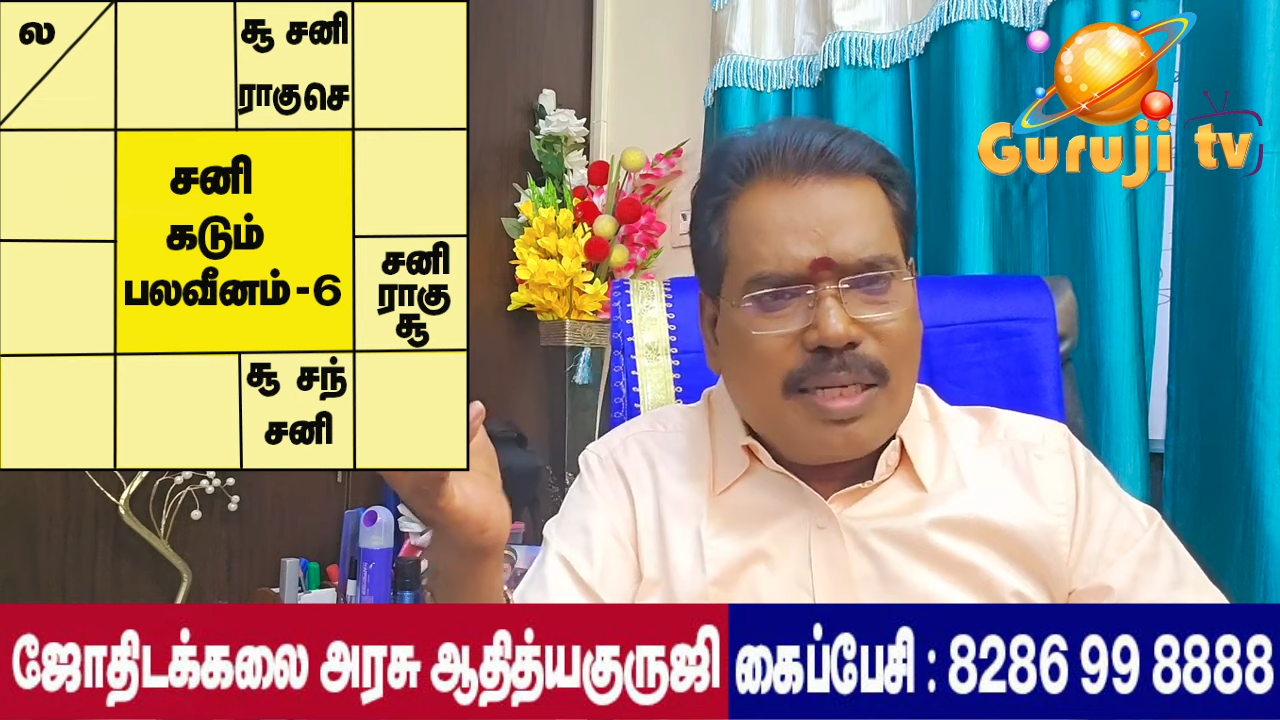 ல
சூ சனி
ராகுசெ
சனி
கடும்
பலவீனம் -6
சனி
ராகு
சூ
சூ சந்
சனி
Guruji tv
ஜோதிடக்கலை அரசு ஆதித்யகுருஜி
கைப்பேசி : 8286 99 8888